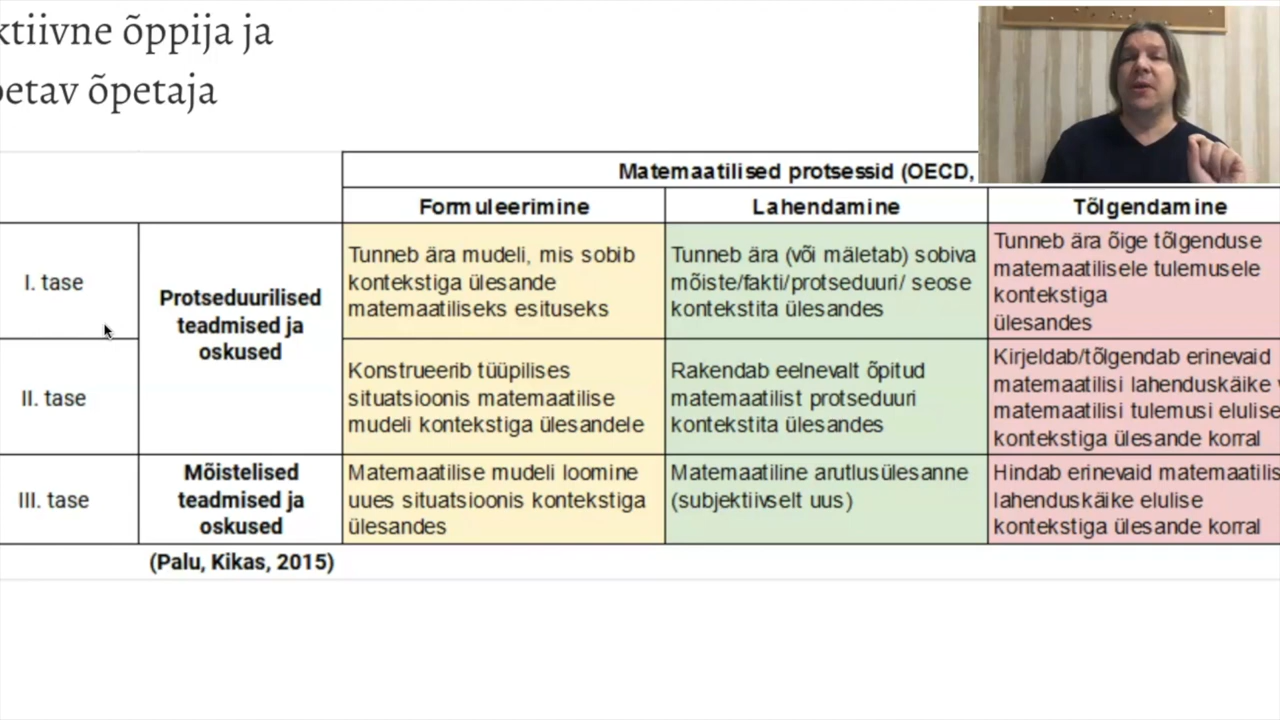 ktiivne õppija ja
petav õpetaja
Matemaatilised protsessid (OECD,
Formuleerimine
Lahendamine
Tõlgendamine
I. tase
Protseduurilised
teadmised ja
oskused
Tunneb ära mudeli, mis sobib
kontekstiga ülesande
matemaatiliseks esituseks
Tunneb ära (või mäletab) sobiva
mõiste/fakti/protseduuri/ seose
kontekstita ülesandes
Tunneb ära õige tõlgenduse
matemaatilisele tulemusele
kontekstiga
ülesandes
II. tase
Konstrueerib tüüpilises
situatsioonis matemaatilise
mudeli kontekstiga ülesandele
Rakendab eelnevalt õpitud
matemaatilist protseduuri
kontekstita ülesandes
Kirjeldab/tõlgendab erinevaid
matemaatilisi lahenduskäike
matemaatilisi tulemusi elulise
kontekstiga ülesande korral
III. tase
Mõistelised
teadmised ja
oskused
Matemaatilise mudeli loomine
uues situatsioonis kontekstiga
ülesandes
Matemaatiline arutlusülesanne
(subjektiivselt uus)
Hindab erinevaid matemaatilis
lahenduskäike elulise
kontekstiga ülesande korral
(Palu, Kikas, 2015)